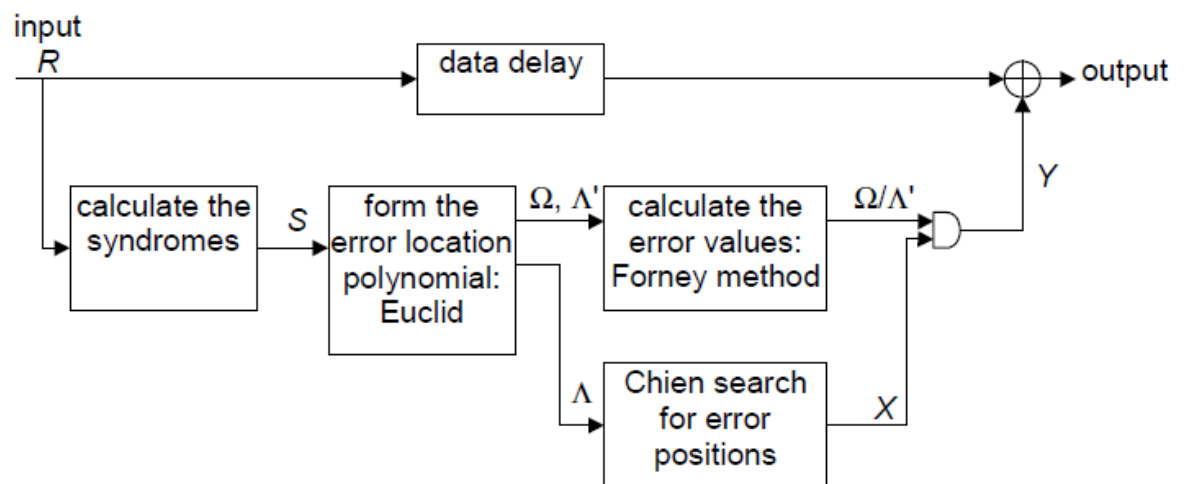 input
R
data delay
output
calculate the
syndromes
S
form the
error location
polynomial:
Euclid
Ω, Λ'
calculate the
error values:
Forney method
Ω/Λ'
Y
Λ
Chien search
for error
positions
X